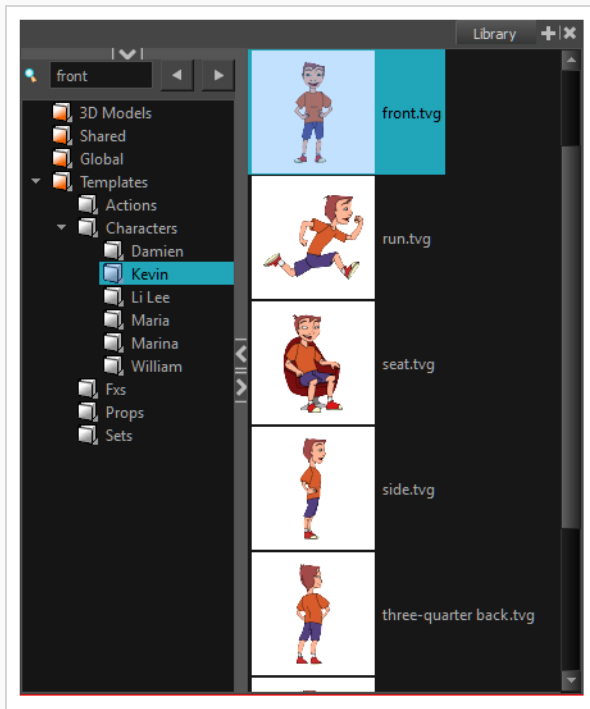 Library
front
3D Models
Shared
Global
Templates
Actions
Characters
Damien
Kevin
Li Lee
Maria
Marina
William
Fxs
Props
Sets
front.tvg
run.tvg
seat.tvg
side.tvg
three-quarter back.tvg